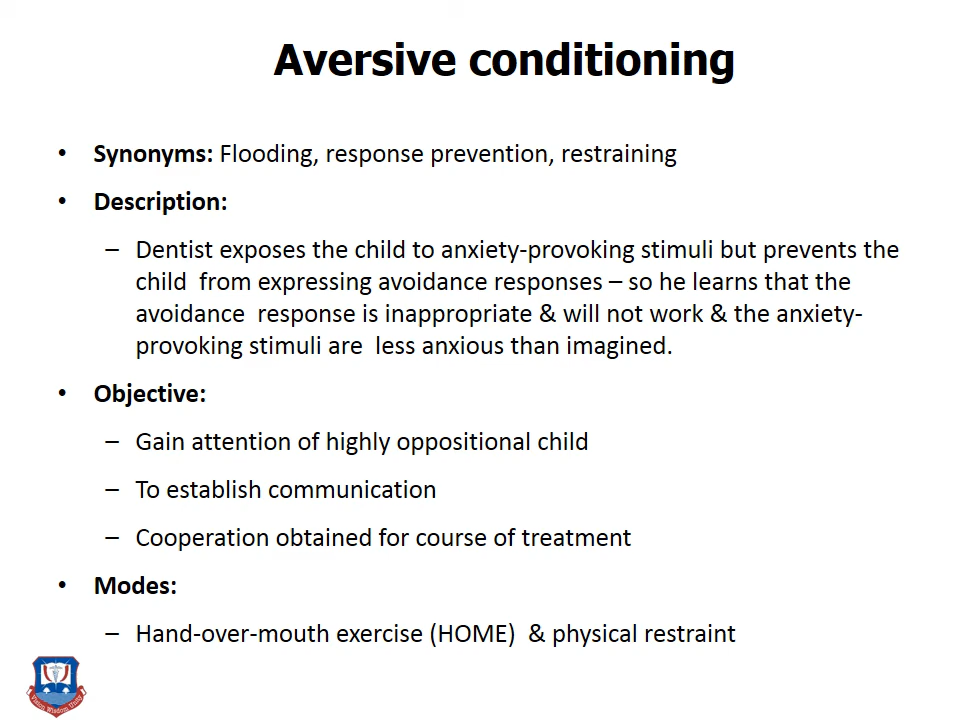 Aversive conditioning
• Synonyms: Flooding, response prevention, restraining
• Description:
– Dentist exposes the child to anxiety-provoking stimuli but prevents the
child from expressing avoidance responses – so he learns that the
avoidance response is inappropriate & will not work & the anxiety-
provoking stimuli are less anxious than imagined.
• Objective:
– Gain attention of highly oppositional child
– To establish communication
– Cooperation obtained for course of treatment
• Modes:
– Hand-over-mouth exercise (HOME) & physical restraint
Vision Wisdom Unity